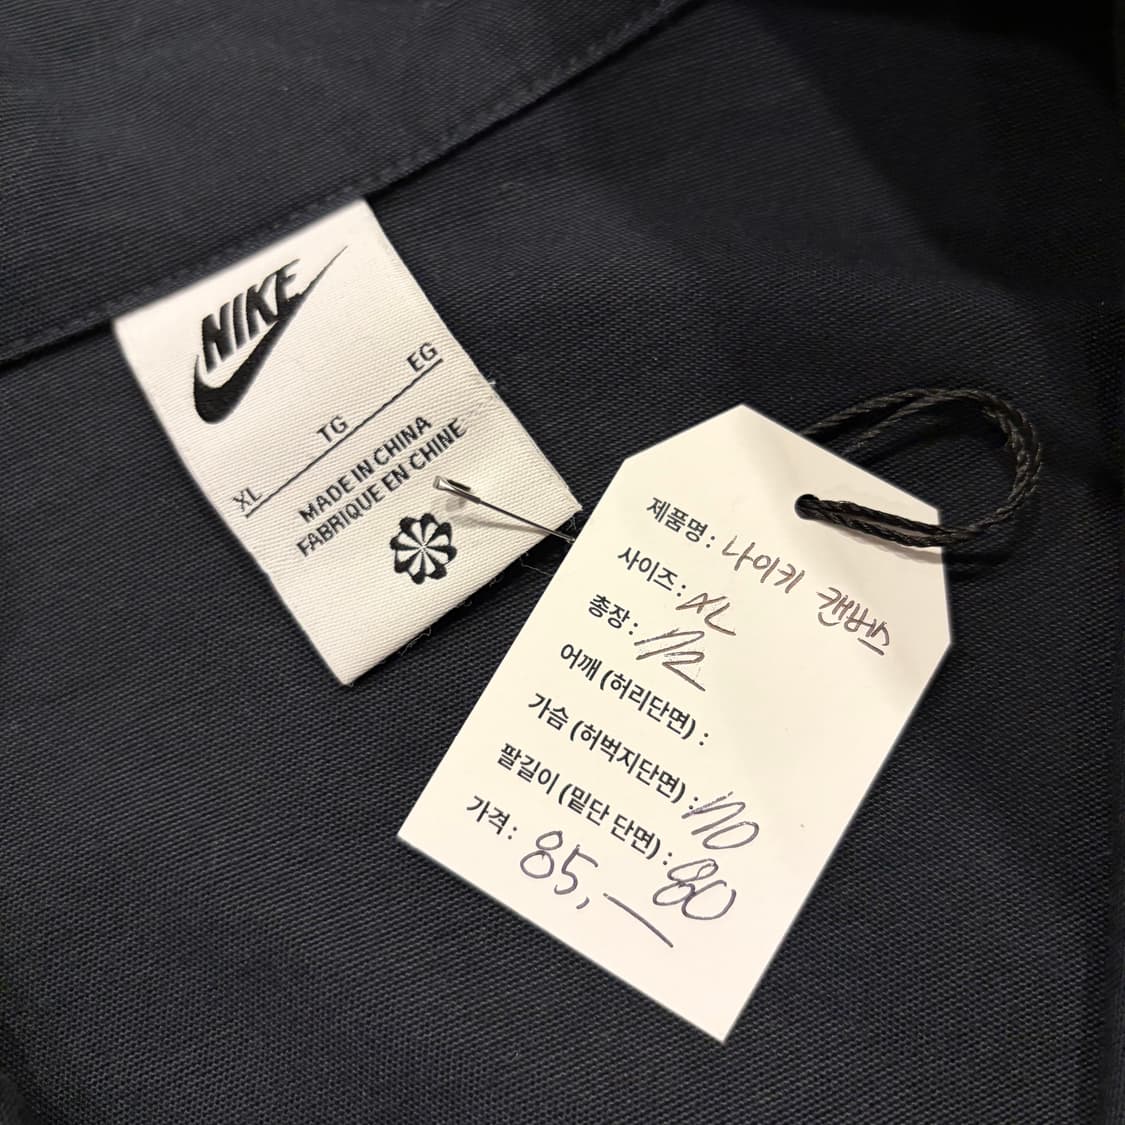 NIKE
XL TG EG
MADE IN CHINA
FABRIQUE EN CHINE
제품명 : 나이키 캔버스
사이즈 : XL
총장 : 72
어깨 (허리단면) :
가슴 (허벅지단면) : 70
팔길이 (밑단 단면) : 80
가격 : 85,—